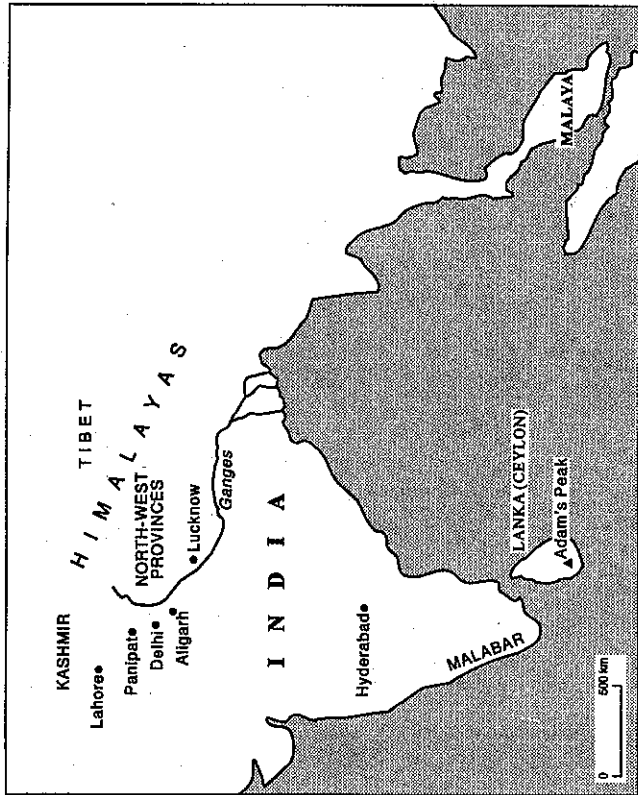 KASHMIR
Lahore
TIBET
HIMALAYAS
Panipat
Delhi
Aligarh
NORTH-WEST
PROVINCES
Lucknow
Ganges
INDIA
Hyderabad
MALABAR
LANKA (CEYLON)
Adam's Peak
MALAYA
0 500 km